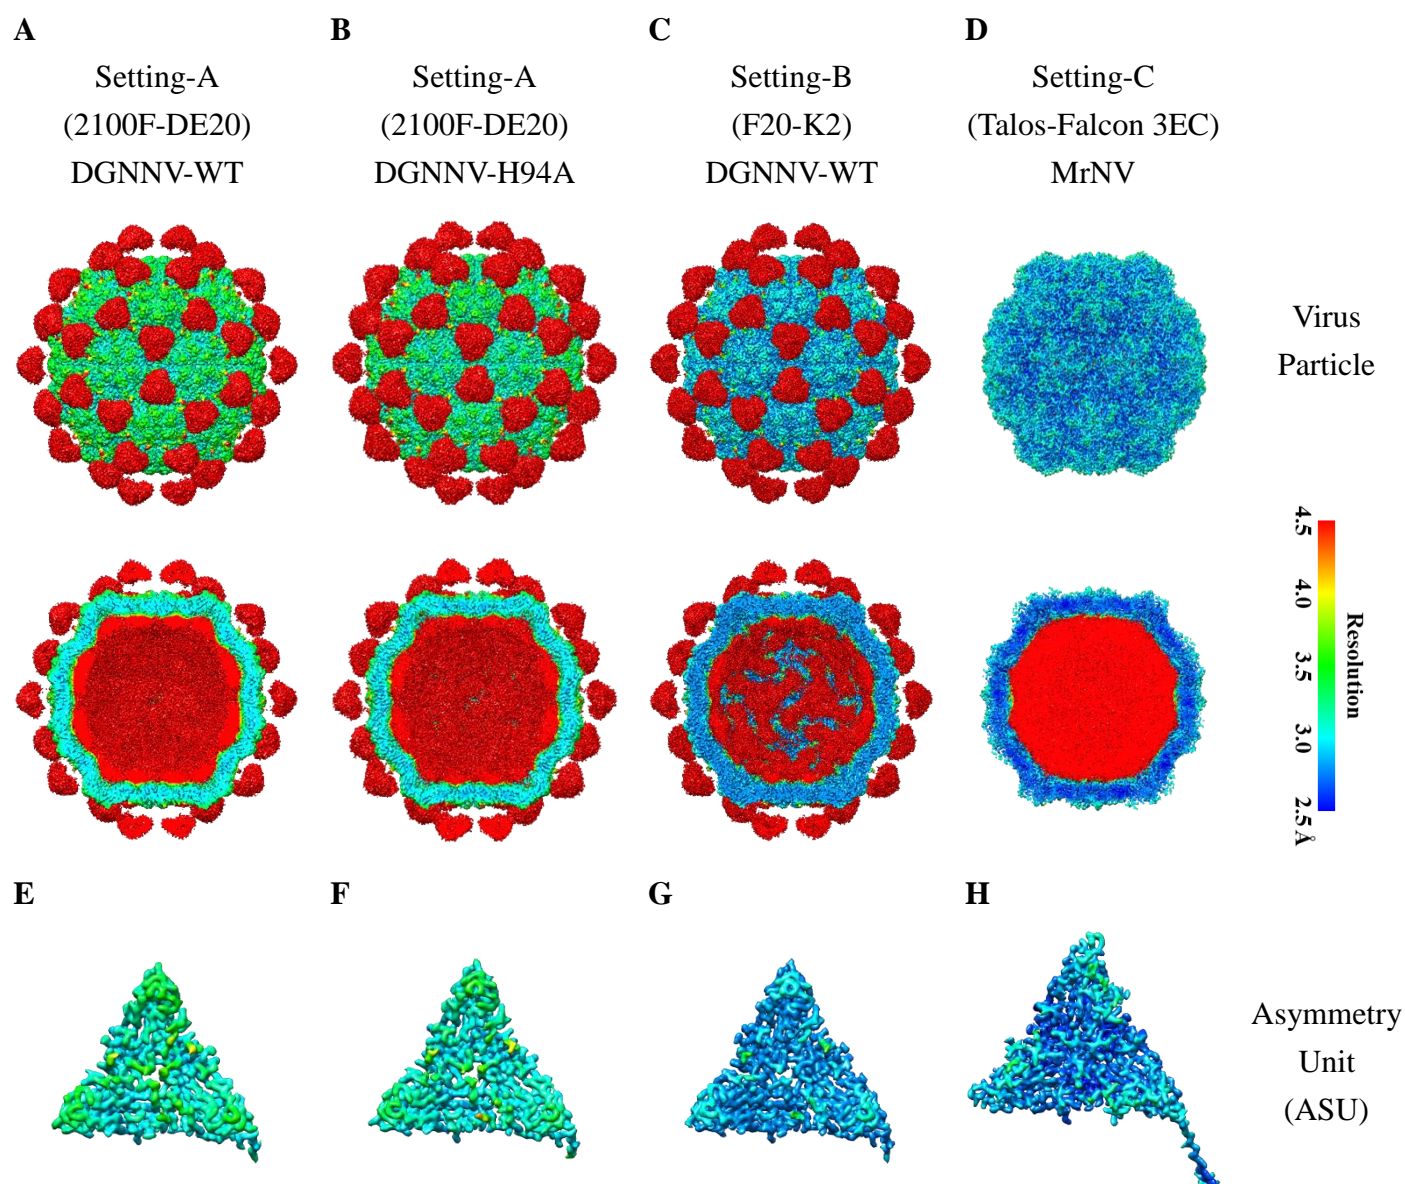 A
B
C
D
Setting-A
(2100F-DE20)
DGNNV-WT
Setting-A
(2100F-DE20)
DGNNV-H94A
Setting-B
(F20-K2)
DGNNV-WT
Setting-C
(Talos-Falcon 3EC)
MrNV
Virus
Particle
4.5
4.0
3.5
3.0
2.5 Å
Resolution
E
F
G
H
Asymmetry
Unit
(ASU)